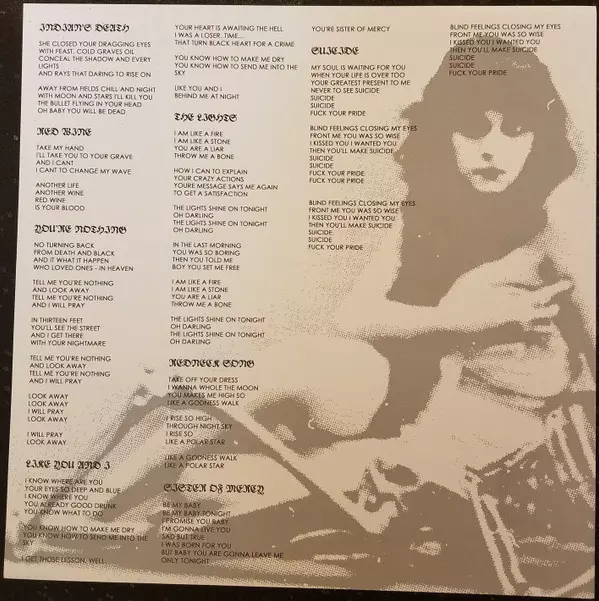 INDIAN'S DEATH
SHE CLOSED YOUR DRAGGING EYES
WITH FEAST, COLD GRAVES OIL
CONCEAL THE SHADOW AND EVERY
LIGHTS
AND RAYS THAT DARING TO RISE ON
AWAY FROM FIELDS CHILL AND NIGHT
WITH MOON AND STARS I'LL KILL YOU
THE BULLET FLYING IN YOUR HEAD
OH BABY YOU WILL BE DEAD
RED WINE
TAKE MY HAND
I'LL TAKE YOU TO YOUR GRAVE
AND I CANT
I CANT TO CHANGE MY WAVE
ANOTHER LIFE
ANOTHER WINE
RED WINE
IS YOUR BLOOD
YOU'RE NOTHING
NO TURNING BACK
FROM DEATH AND BLACK
AND IT WHAT IT HAPPEN
WHO LOVED ONES - IN HEAVEN
TELL ME YOU'RE NOTHING
AND LOOK AWAY
TELL ME YOU'RE NOTHING
AND I WILL PRAY
IN THIRTEEN FEET
YOU'LL SEE THE STREET
AND I GET THERE
WITH YOUR NIGHTMARE
TELL ME YOU'RE NOTHING
AND LOOK AWAY
TELL ME YOU'RE NOTHING
AND I WILL PRAY
LOOK AWAY
LOOK AWAY
I WILL PRAY
LOOK AWAY
I WILL PRAY
LOOK AWAY
LIKE YOU AND I
I KNOW WHERE ARE YOU
YOUR EYES SO DEEP AND BLUE
I KNOW WHERE YOU
YOU ALREADY GOOD DRUNK
YOU KNOW WHAT TO DO
YOU KNOW HOW TO MAKE ME DRY
YOU KNOW HOW TO SEND ME INTO THE
SKY
I GET THOSE LESSON, WELL
YOUR HEART IS AWAITING THE HELL
I WAS A LOSER, TIME...
THAT TURN BLACK HEART FOR A CRIME
YOU KNOW HOW TO MAKE ME DRY
YOU KNOW HOW TO SEND ME INTO THE
SKY
LIKE YOU AND I
BEHIND ME AT NIGHT
THE LIGHTS
I AM LIKE A FIRE
I AM LIKE A STONE
YOU ARE A LIAR
THROW ME A BONE
HOW I CAN TO EXPLAIN
YOUR CRAZY ACTIONS
YOURE MESSAGE SAYS ME AGAIN
TO GET A SATISFACTION
THE LIGHTS SHINE ON TONIGHT
OH DARLING
THE LIGHTS SHINE ON TONIGHT
OH DARLING
IN THE LAST MORNING
YOU WAS SO BORING
THEN YOU TOLD ME
BOY YOU SET ME FREE
I AM LIKE A FIRE
I AM LIKE A STONE
YOU ARE A LIAR
THROW ME A BONE
THE LIGHTS SHINE ON TONIGHT
OH DARLING
THE LIGHTS SHINE ON TONIGHT
OH DARLING
REDNECK SONG
TAKE OFF YOUR DRESS
I WANNA WHOLE THE MOON
YOU MAKES ME HIGH SO
LIKE A GODNESS WALK
I RISE SO HIGH
THROUGH NIGHT SKY
I RISE SO
LIKE A POLAR STAR
LIKE A GODNESS WALK
LIKE A POLAR STAR
SISTER OF MERCY
BE MY BABY
BE MY BABY TONIGHT
I PROMISE YOU BABY
I'M GONNA LIVE YOU
SAD BUT TRUE
I WAS BORN FOR YOU
BUT BABY YOU ARE GONNA LEAVE ME
ONLY TONIGHT
YOU'RE SISTER OF MERCY
SUICIDE
MY SOUL IS WAITING FOR YOU
WHEN YOUR LIFE IS OVER TOO
YOUR GREATEST PRESENT TO ME
NEVER TO SEE SUICIDE
SUICIDE
SUICIDE
FUCK YOUR PRIDE
BLIND FEELINGS CLOSING MY EYES
FRONT ME YOU WAS SO WISE
I KISSED YOU I WANTED YOU
THEN YOU'LL MAKE SUICIDE
SUICIDE
SUICIDE
FUCK YOUR PRIDE
BLIND FEELINGS CLOSING MY EYES
FRONT ME YOU WAS SO WISE
I KISSED YOU I WANTED YOU
THEN YOU'LL MAKE SUICIDE
SUICIDE
SUICIDE
FUCK YOUR PRIDE
BLIND FEELINGS CLOSING MY EYES
FRONT ME YOU WAS SO WISE
I KISSED YOU I WANTED YOU
THEN YOU'LL MAKE SUICIDE
SUICIDE
SUICIDE
FUCK YOUR PRIDE